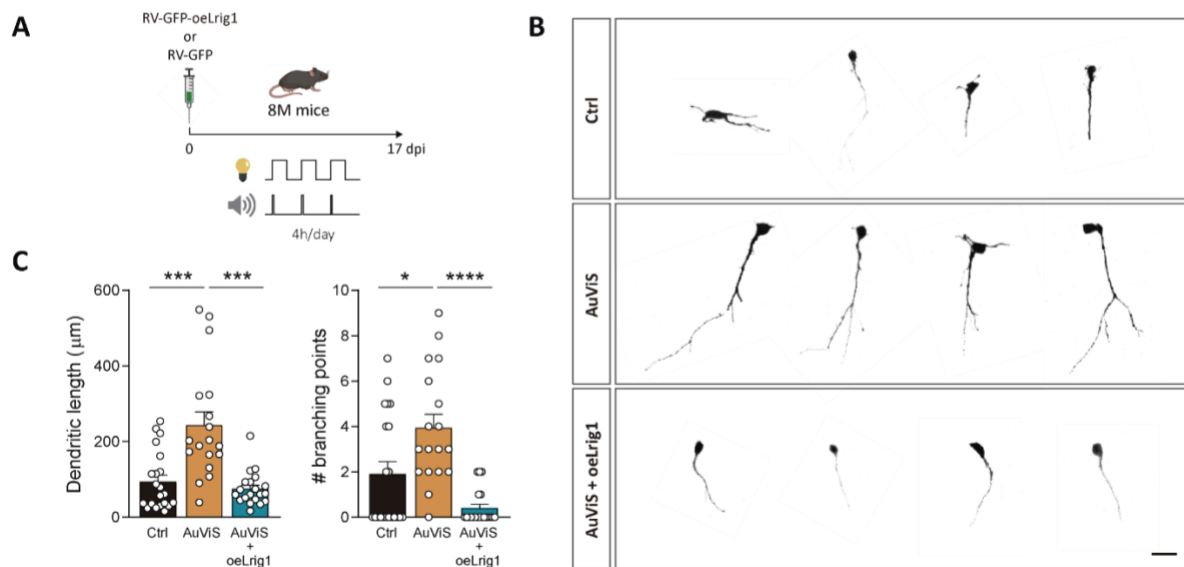 A
RV-GFP-oeLrig1
or
RV-GFP
8M mice
0
17 dpi
4h/day
B
Ctrl
AuViS
AuViS + oeLrig1
C
Dendritic length (μm)
600
400
200
0
***
***
Ctrl
AuViS
AuViS
+
oeLrig1
# branching points
10
8
6
4
2
0
*
****
Ctrl
AuViS
AuViS
+
oeLrig1